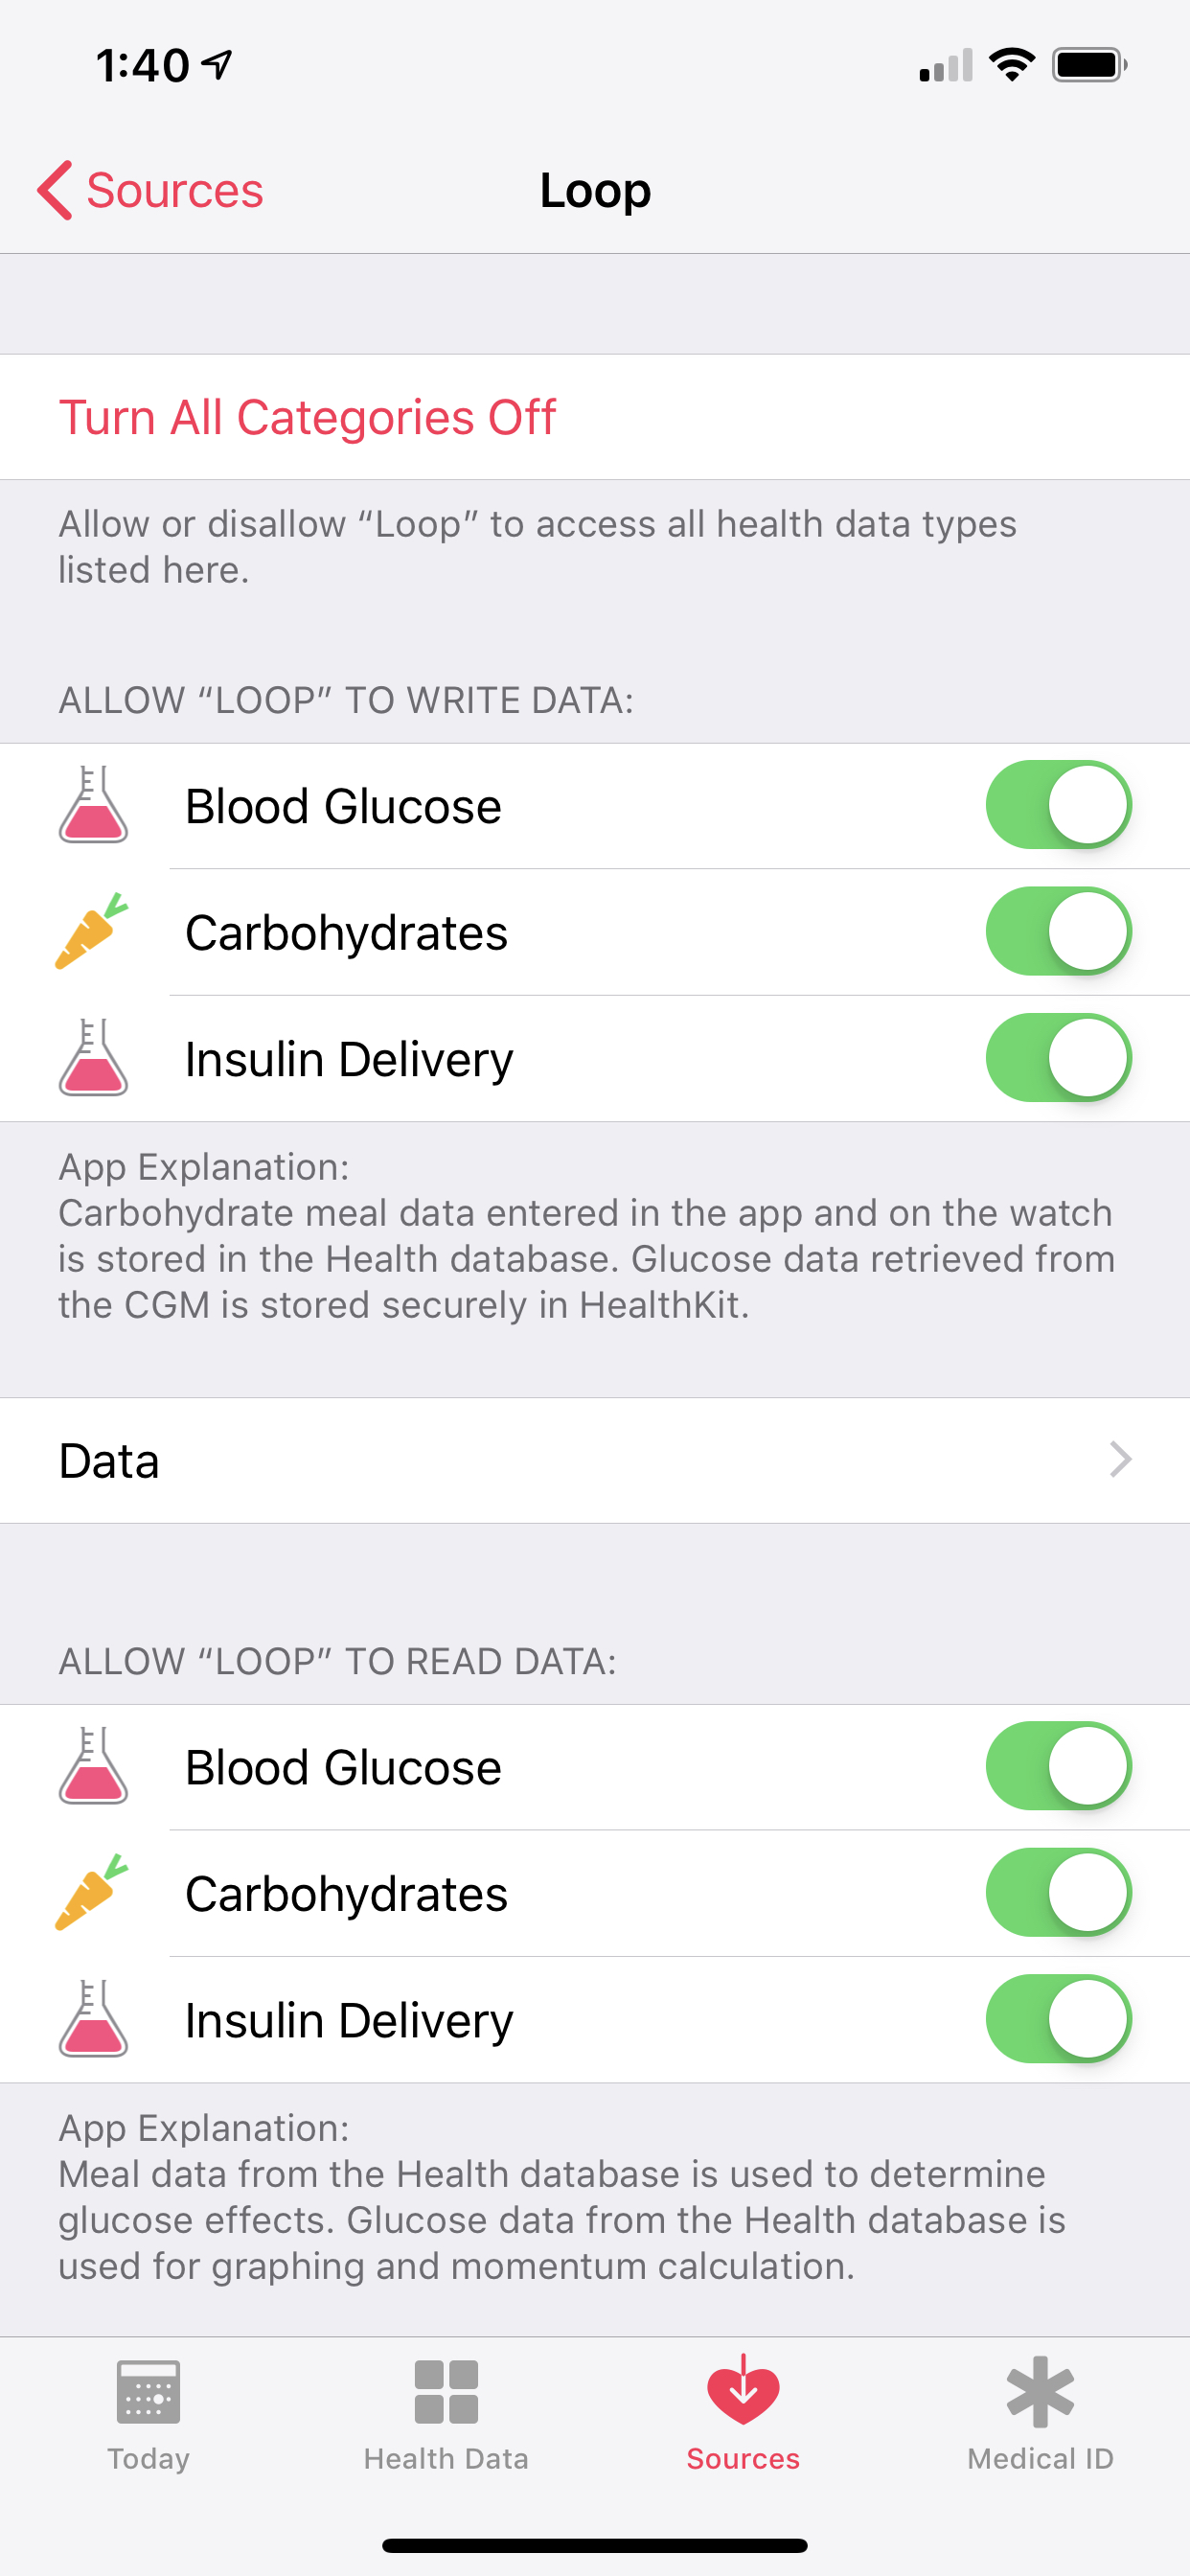 1:40
Sources
Loop
Turn All Categories Off
Allow or disallow “Loop” to access all health data types
listed here.
ALLOW “LOOP” TO WRITE DATA:
Blood Glucose
Carbohydrates
Insulin Delivery
App Explanation:
Carbohydrate meal data entered in the app and on the watch
is stored in the Health database. Glucose data retrieved from
the CGM is stored securely in HealthKit.
Data
ALLOW “LOOP” TO READ DATA:
Blood Glucose
Carbohydrates
Insulin Delivery
App Explanation:
Meal data from the Health database is used to determine
glucose effects. Glucose data from the Health database is
used for graphing and momentum calculation.
Today
Health Data
Sources
Medical ID